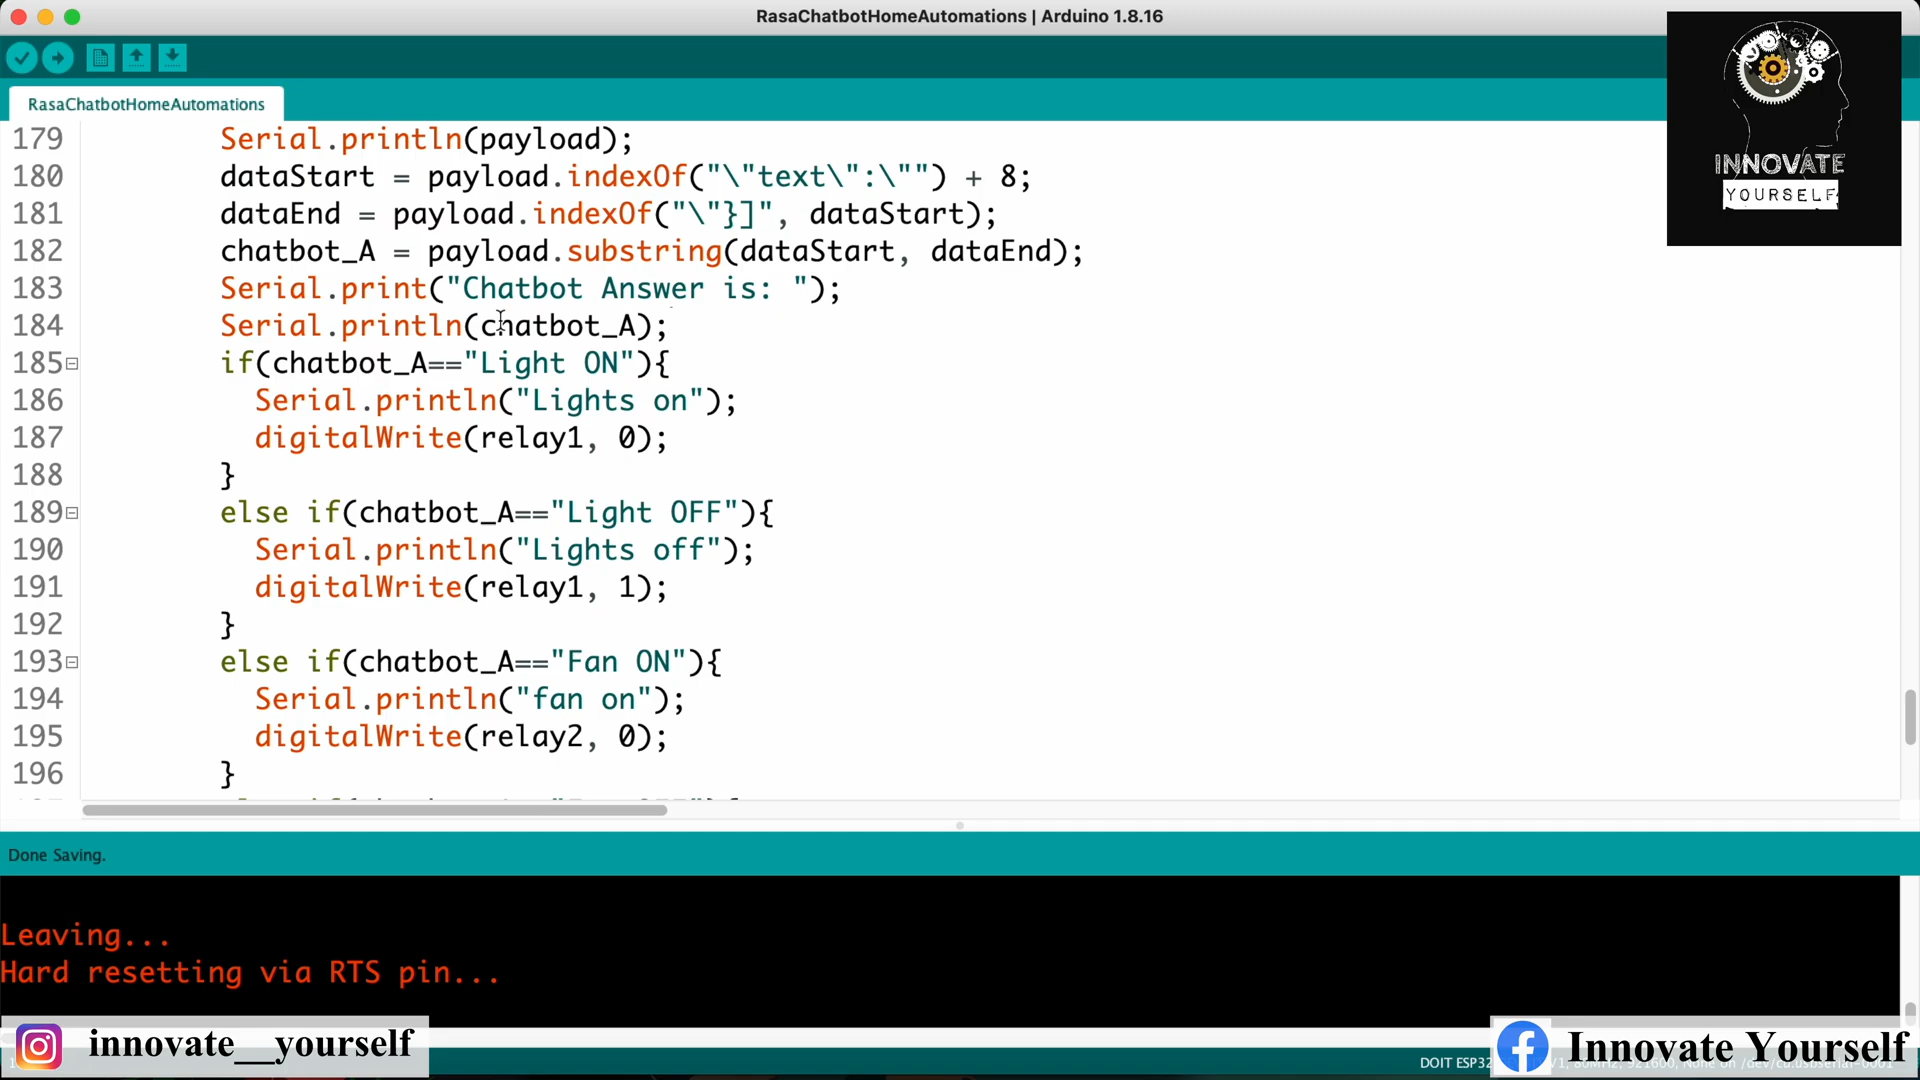 RasaChatbotHomeAutomations | Arduino 1.8.16
RasaChatbotHomeAutomations
INNOVATE
YOURSELF
179 Serial.println(payload);
180 dataStart = payload.indexOf("\"text\":\"") + 8;
181 dataEnd = payload.indexOf("\"}]", dataStart);
182 chatbot_A = payload.substring(dataStart, dataEnd);
183 Serial.print("Chatbot Answer is: ");
184 Serial.println(chatbot_A);
185 if(chatbot_A=="Light ON"){
186 Serial.println("Lights on");
187 digitalWrite(relay1, 0);
188 }
189 else if(chatbot_A=="Light OFF"){
190 Serial.println("Lights off");
191 digitalWrite(relay1, 1);
192 }
193 else if(chatbot_A=="Fan ON"){
194 Serial.println("fan on");
195 digitalWrite(relay2, 0);
196 }
Done Saving.
Leaving...
Hard resetting via RTS pin...
innovate__yourself
Innovate Yourself
DOIT ESP32